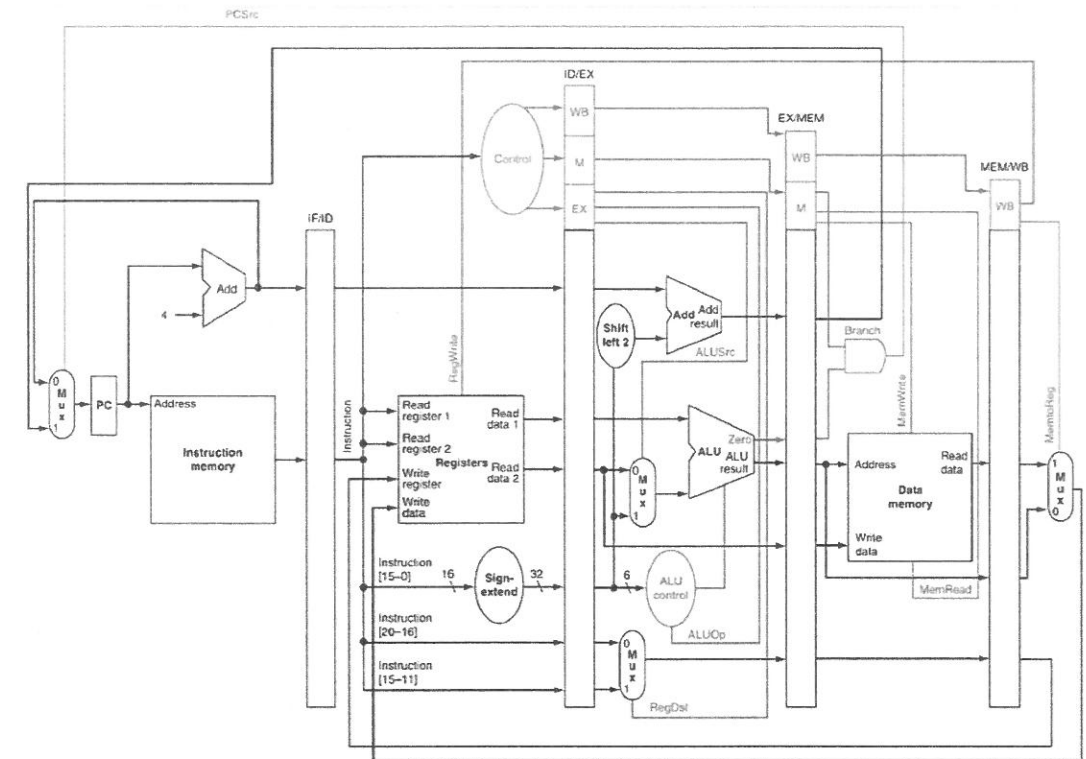 PCSrc
ID/EX
WB
EX/MEM
Control
M
WB
MEM/WB
EX
M
WB
IF/ID
Add
4
Add
Add
result
Shift
left 2
Branch
ALUSrc
RegWrite
MemWrite
MemtoReg
0
M
u
x
1
PC
Address
Instruction
memory
Instruction
Read
register 1
Read
data 1
Read
register 2
Registers
Write
register
Read
data 2
Write
data
0
M
u
x
1
Zero
ALU
ALU
result
Address
Read
data
Data
memory
Write
data
1
M
u
x
0
Instruction
[15–0]
16
Sign-
extend
32
6
ALU
control
MemRead
Instruction
[20–16]
ALUOp
0
M
u
x
1
Instruction
[15–11]
RegDst